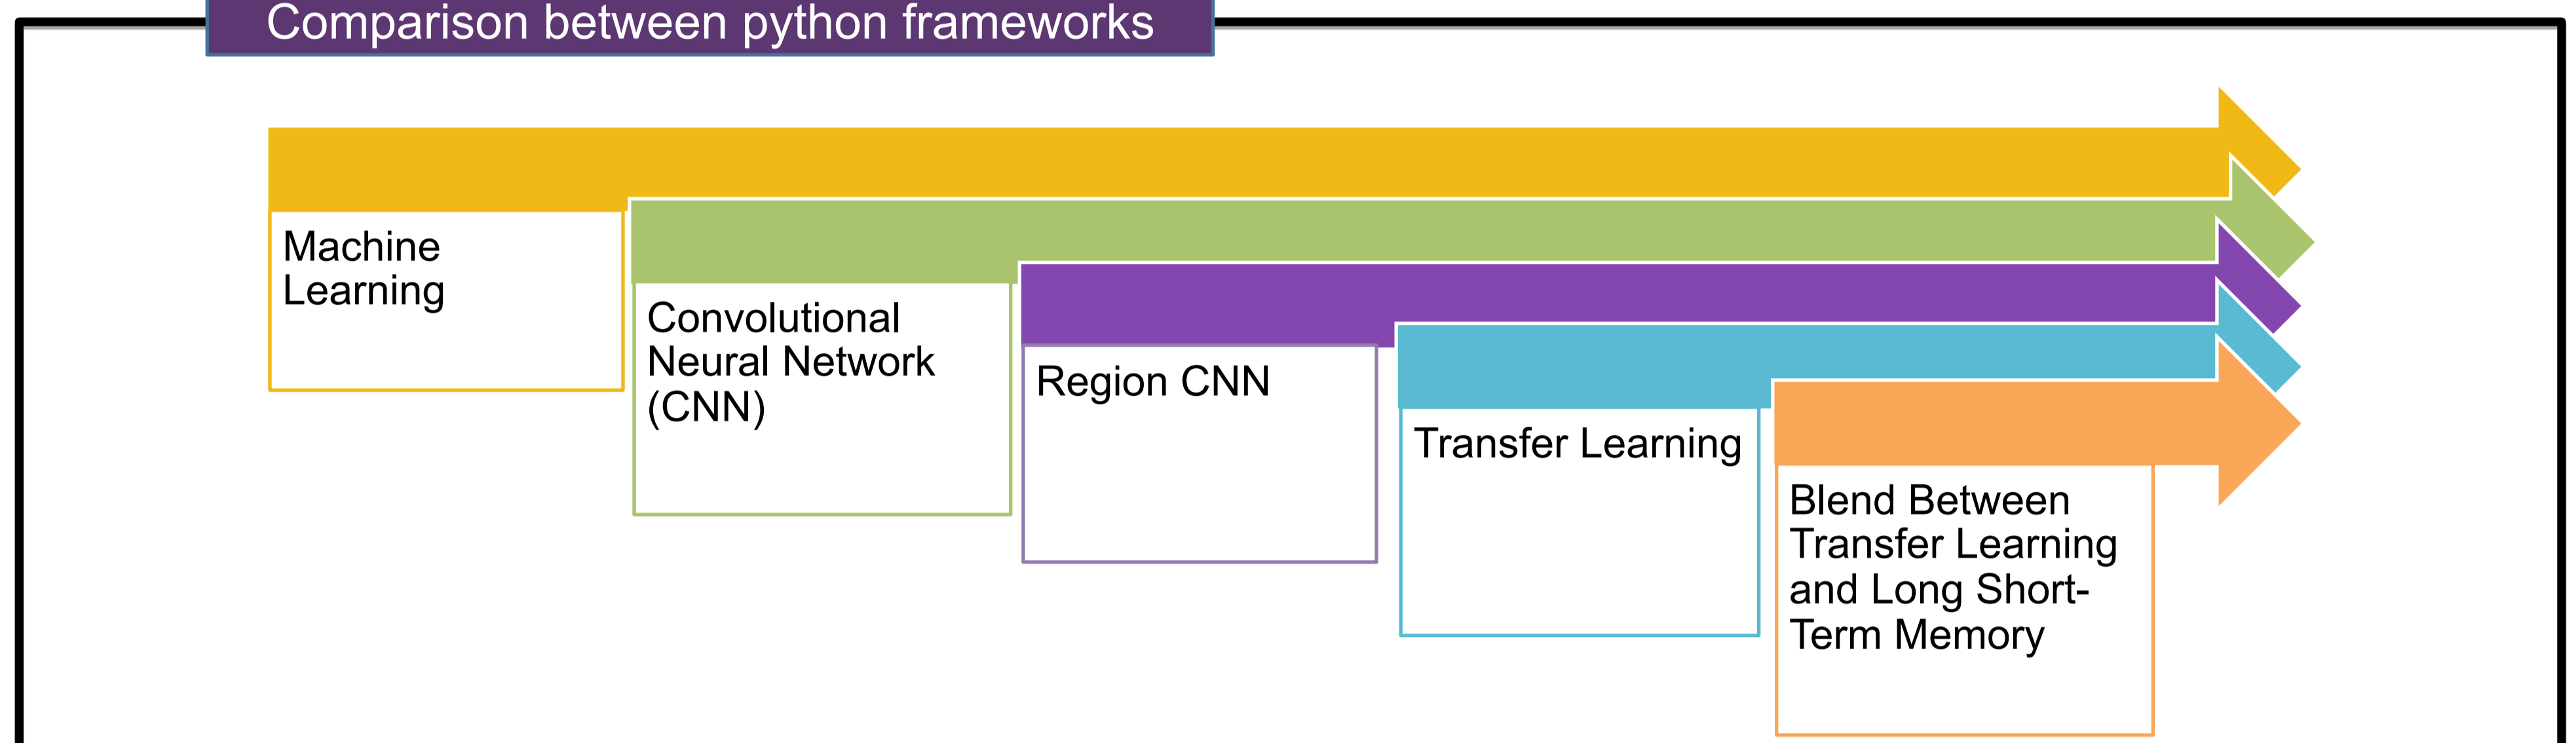 Comparison between python frameworks
Machine
Learning
Convolutional
Neural Network
(CNN)
Region CNN
Transfer Learning
Blend Between
Transfer Learning
and Long Short-
Term Memory